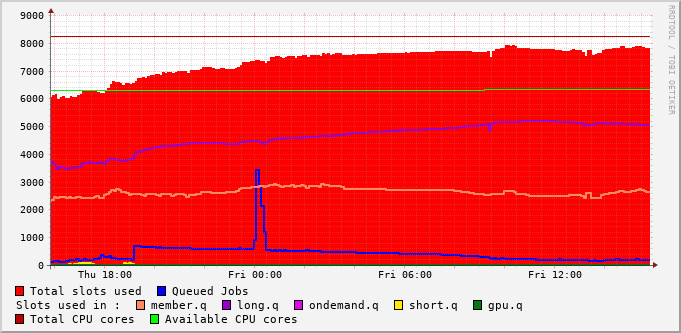 9000
8000
7000
6000
5000
4000
3000
2000
1000
0
Thu 18:00 Fri 00:00 Fri 06:00 Fri 12:00
RRDTOOL / TOBI OETIKER
Total slots used Queued Jobs
Slots used in : member.q long.q ondemand.q short.q gpu.q
Total CPU cores Available CPU cores